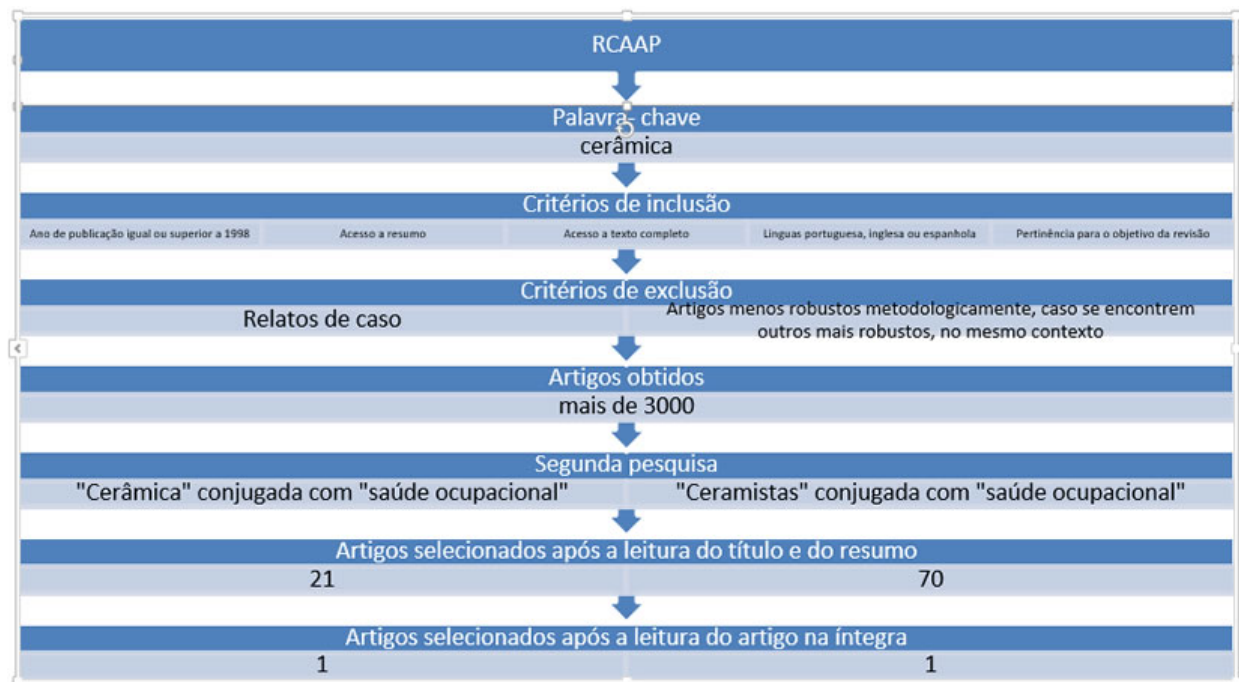 RCAAP
Palavra- chave
cerâmica
Critérios de inclusão
Ano de publicação igual ou superior a 1998
Acesso a resumo
Acesso a texto completo
Linguas portuguesa, inglesa ou espanhola
Pertinência para o objetivo da revisão
Critérios de exclusão
Relatos de caso
Artigos menos robustos metodologicamente, caso se encontrem
outros mais robustos, no mesmo contexto
Artigos obtidos
mais de 3000
Segunda pesquisa
"Cerâmica" conjugada com "saúde ocupacional"
"Ceramistas" conjugada com "saúde ocupacional"
Artigos selecionados após a leitura do título e do resumo
21
70
Artigos selecionados após a leitura do artigo na íntegra
1
1